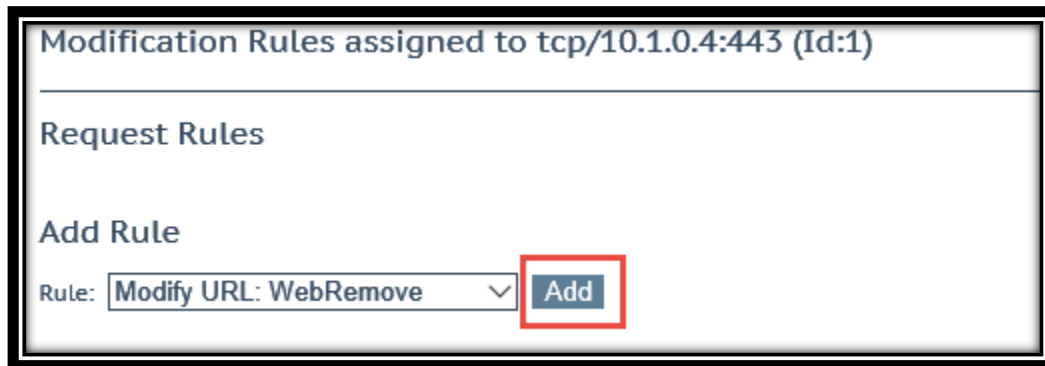 Modification Rules assigned to tcp/10.1.0.4:443 (Id:1)
Request Rules
Add Rule
Rule: Modify URL: WebRemove Add